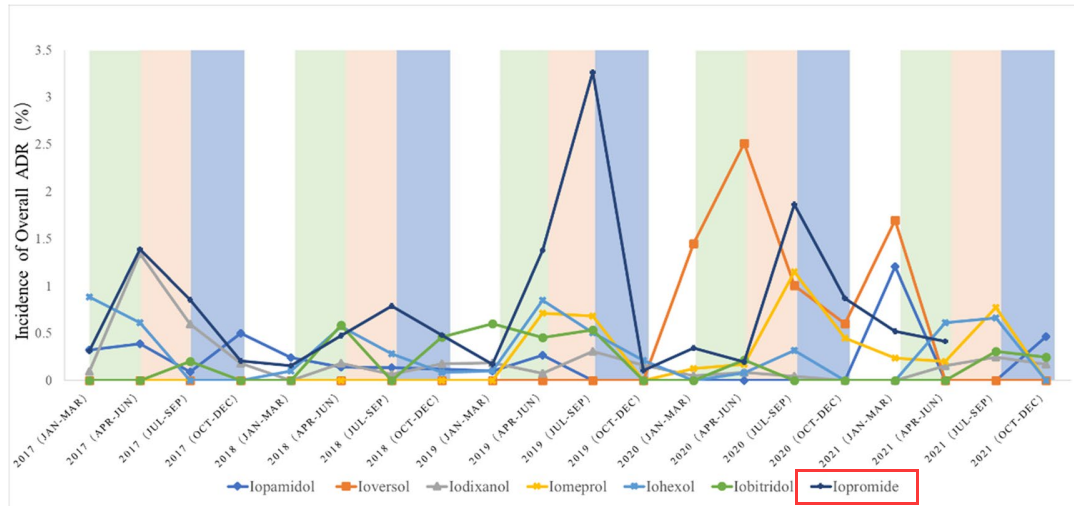 Incidence of Overall ADR (%)
3.5
3
2.5
2
1.5
1
0.5
0
2017 (JAN-MAR)
2017 (APR-JUN)
2017 (JUL-SEP)
2017 (OCT-DEC)
2018 (JAN-MAR)
2018 (APR-JUN)
2018 (JUL-SEP)
2018 (OCT-DEC)
2019 (JAN-MAR)
2019 (APR-JUN)
2019 (JUL-SEP)
2019 (OCT-DEC)
2020 (JAN-MAR)
2020 (APR-JUN)
2020 (JUL-SEP)
2020 (OCT-DEC)
2021 (JAN-MAR)
2021 (APR-JUN)
2021 (JUL-SEP)
2021 (OCT-DEC)
Iopamidol Ioversol Iodixanol Iomeprol Iohexol Iobitridol Iopromide